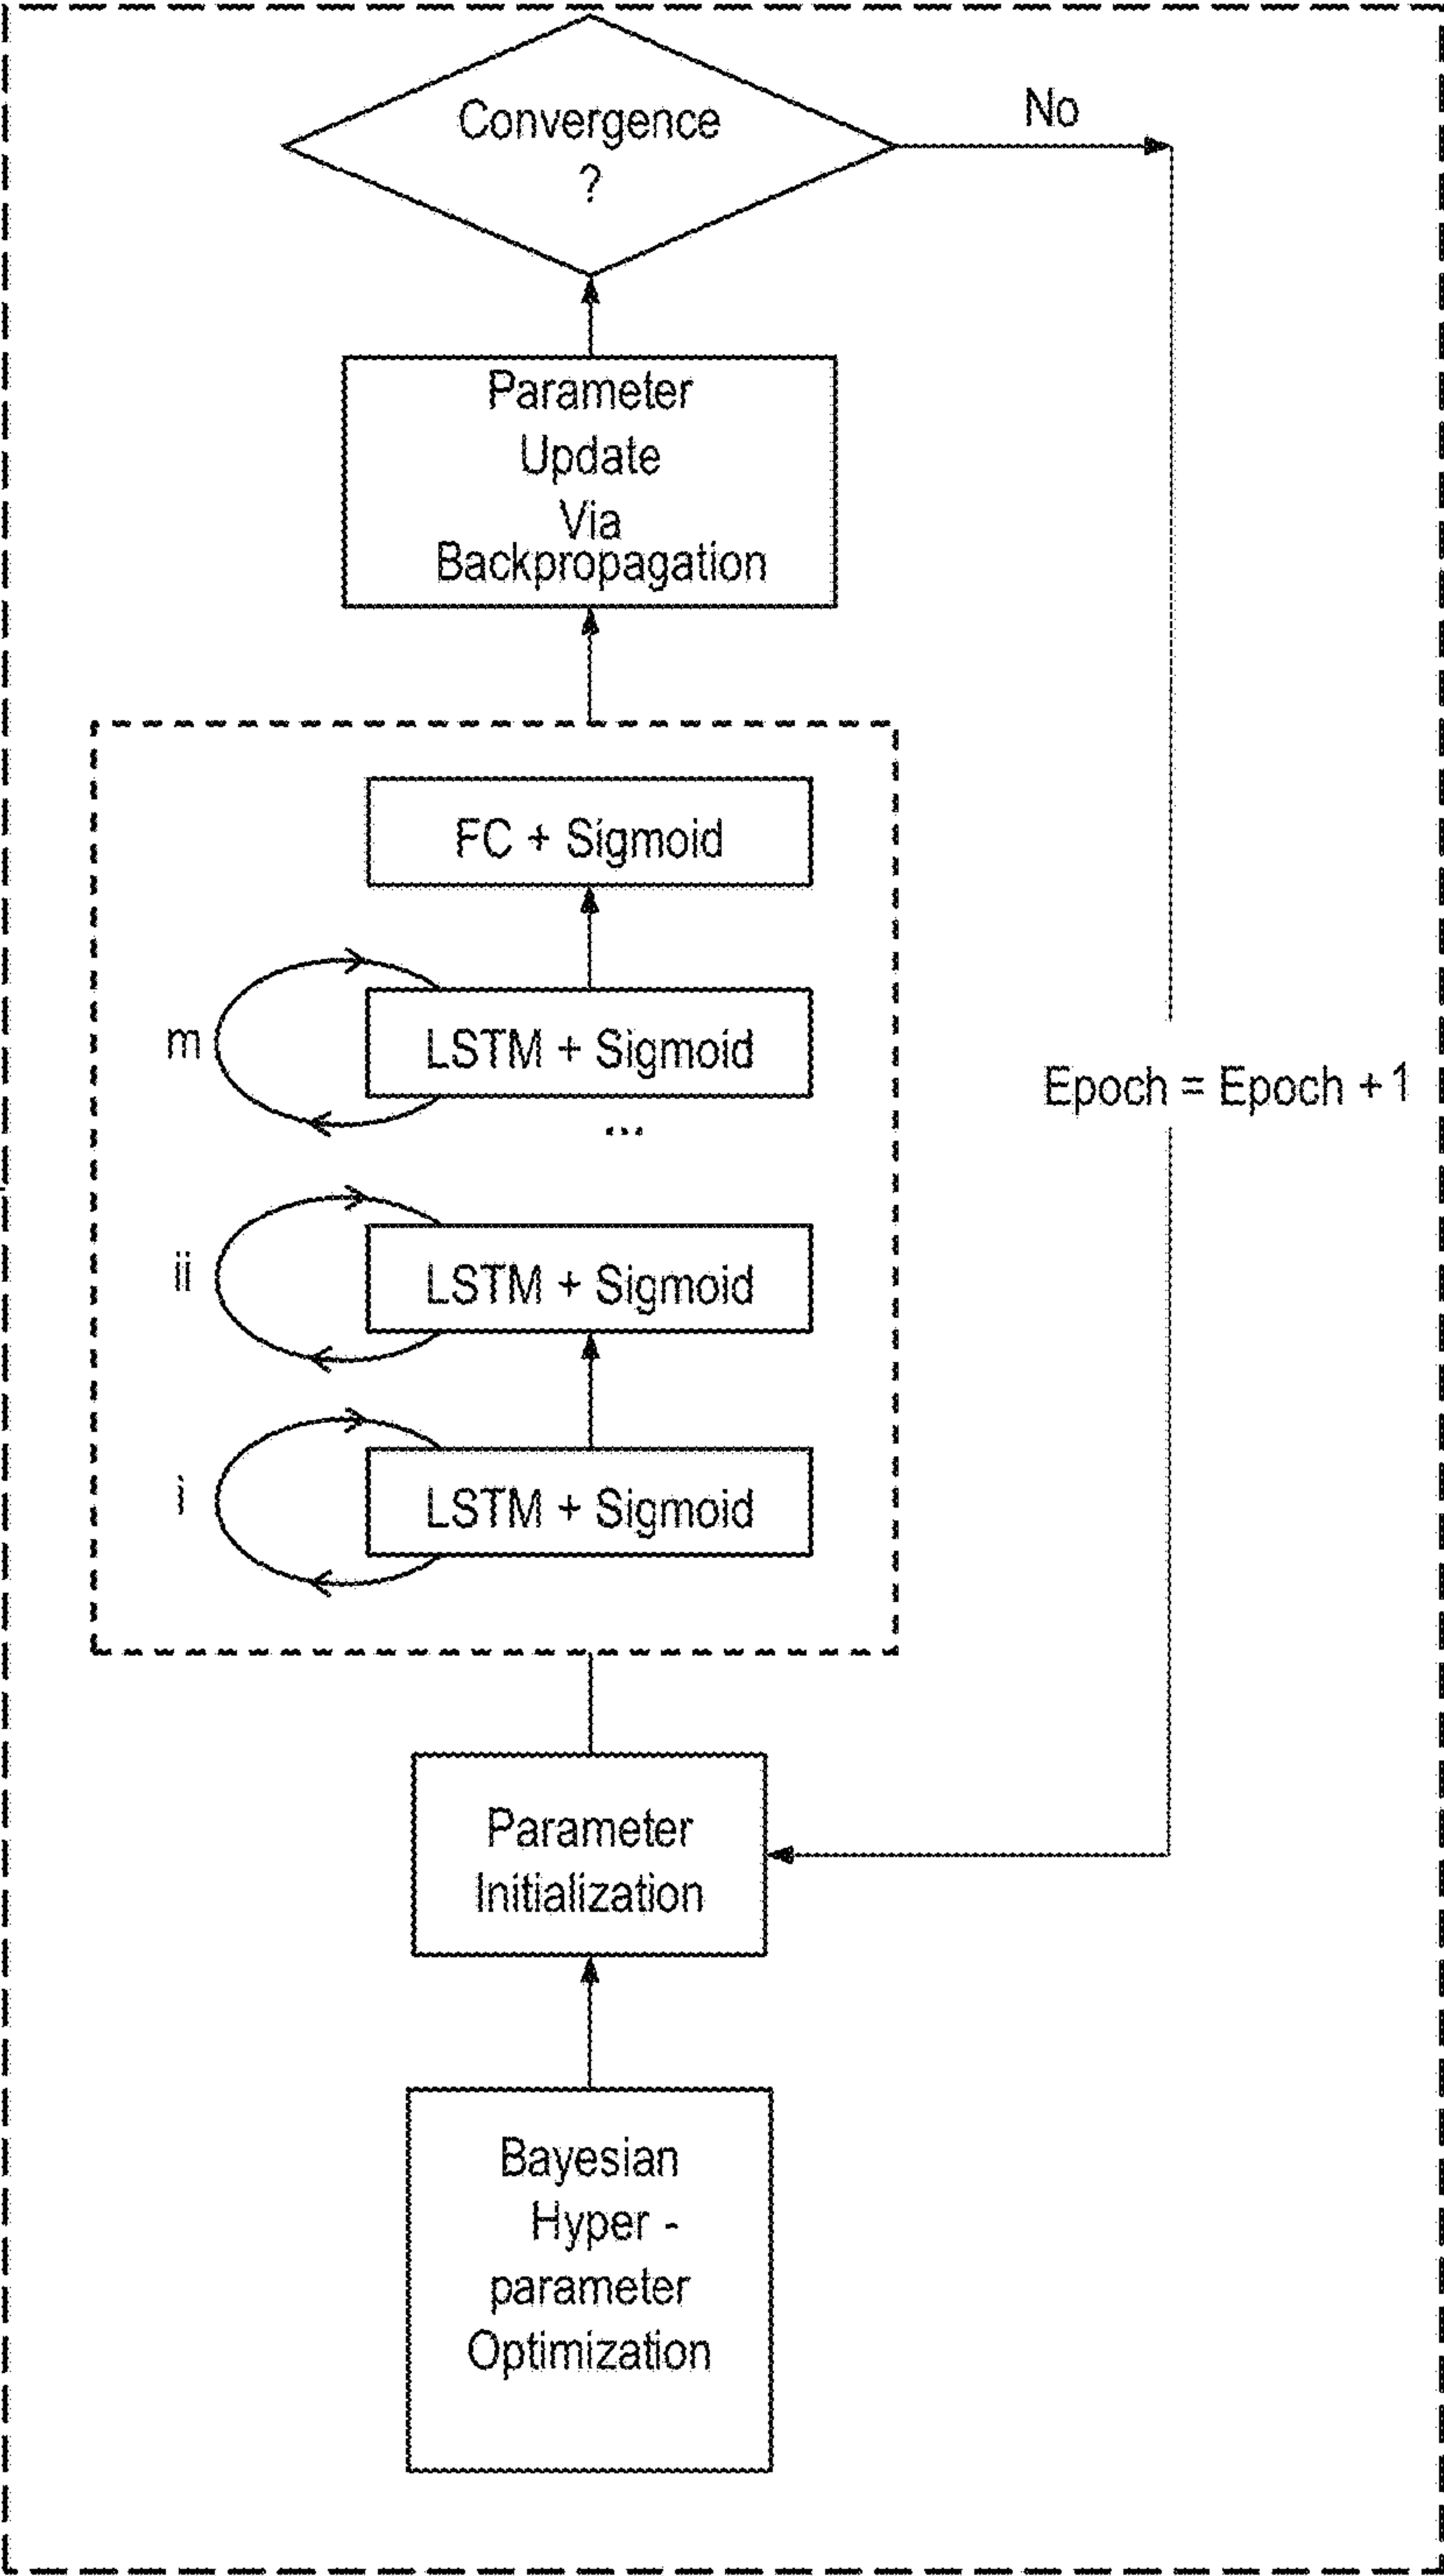 Convergence
?
No
Parameter
Update
Via
Backpropagation
FC + Sigmoid
m
LSTM + Sigmoid
...
Epoch = Epoch + 1
ii
LSTM + Sigmoid
i
LSTM + Sigmoid
Parameter
Initialization
Bayesian
Hyper -
parameter
Optimization